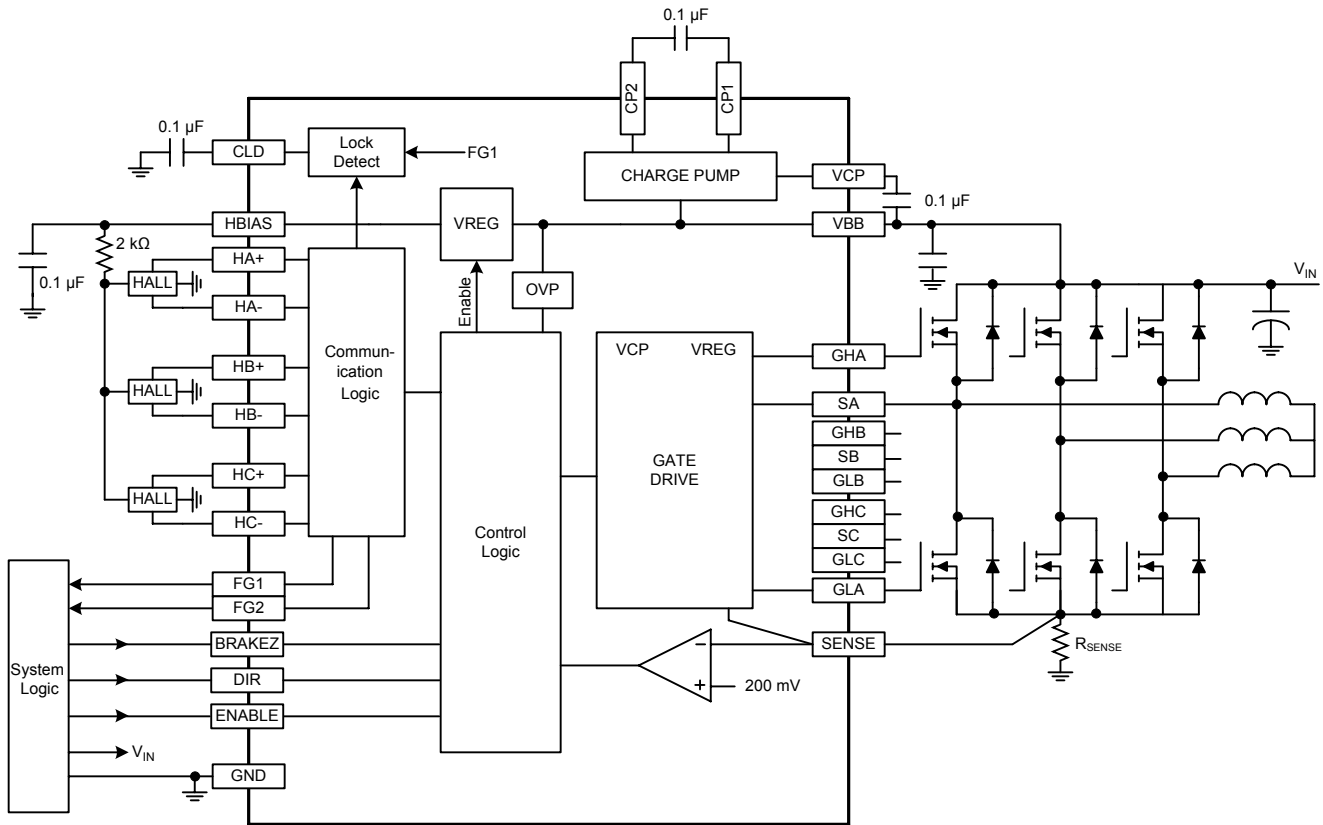 0.1 µF
CP2
CP1
0.1 µF
CLD
Lock
Detect
FG1
CHARGE PUMP
VCP
0.1 µF
HBIAS
VREG
VBB
2 kΩ
0.1 µF
HALL
HA+
HA-
Enable
OVP
VIN
HALL
HB+
HB-
Commun-
ication
Logic
VCP
VREG
GHA
SA
GHB
SB
GLB
GATE
DRIVE
HALL
HC+
HC-
Control
Logic
GHC
SC
GLC
GLA
FG1
FG2
BRAKEZ
SENSE
RSENSE
System
Logic
DIR
–
+
200 mV
ENABLE
VIN
GND